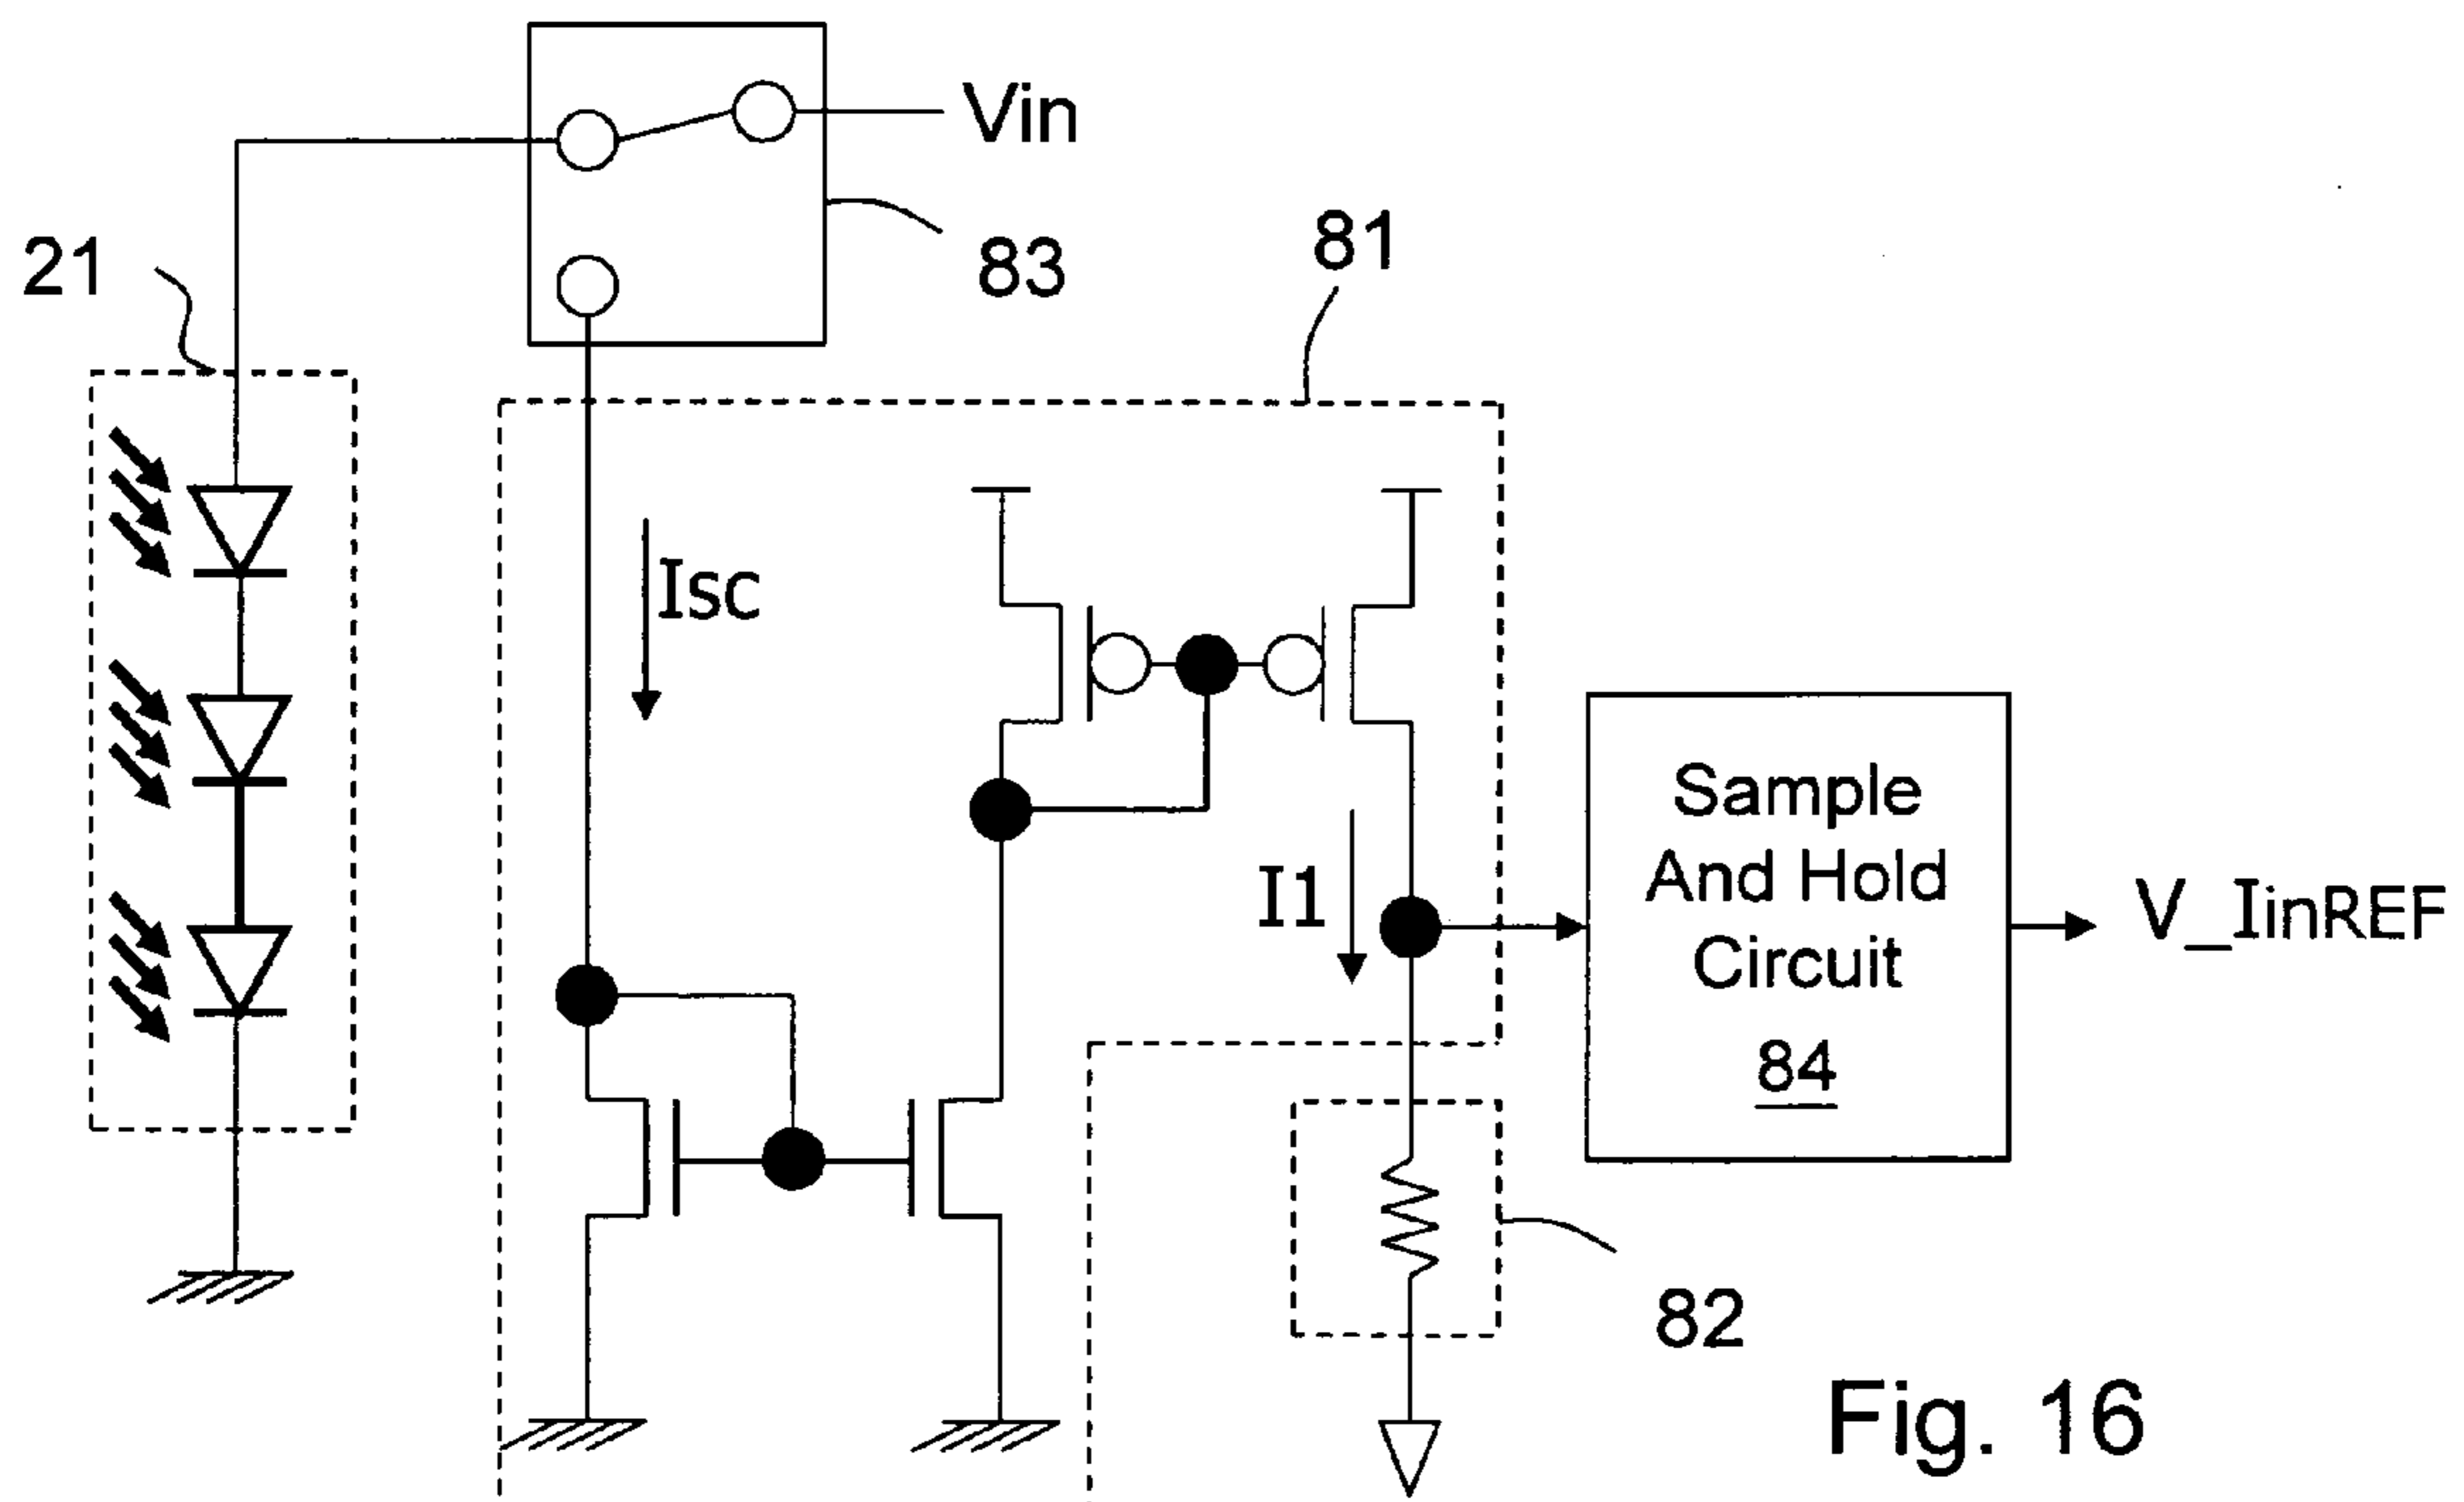 Vin
83
21
81
Isc
I1
Sample
And Hold
Circuit
84
V_IinREF
82
Fig. 16